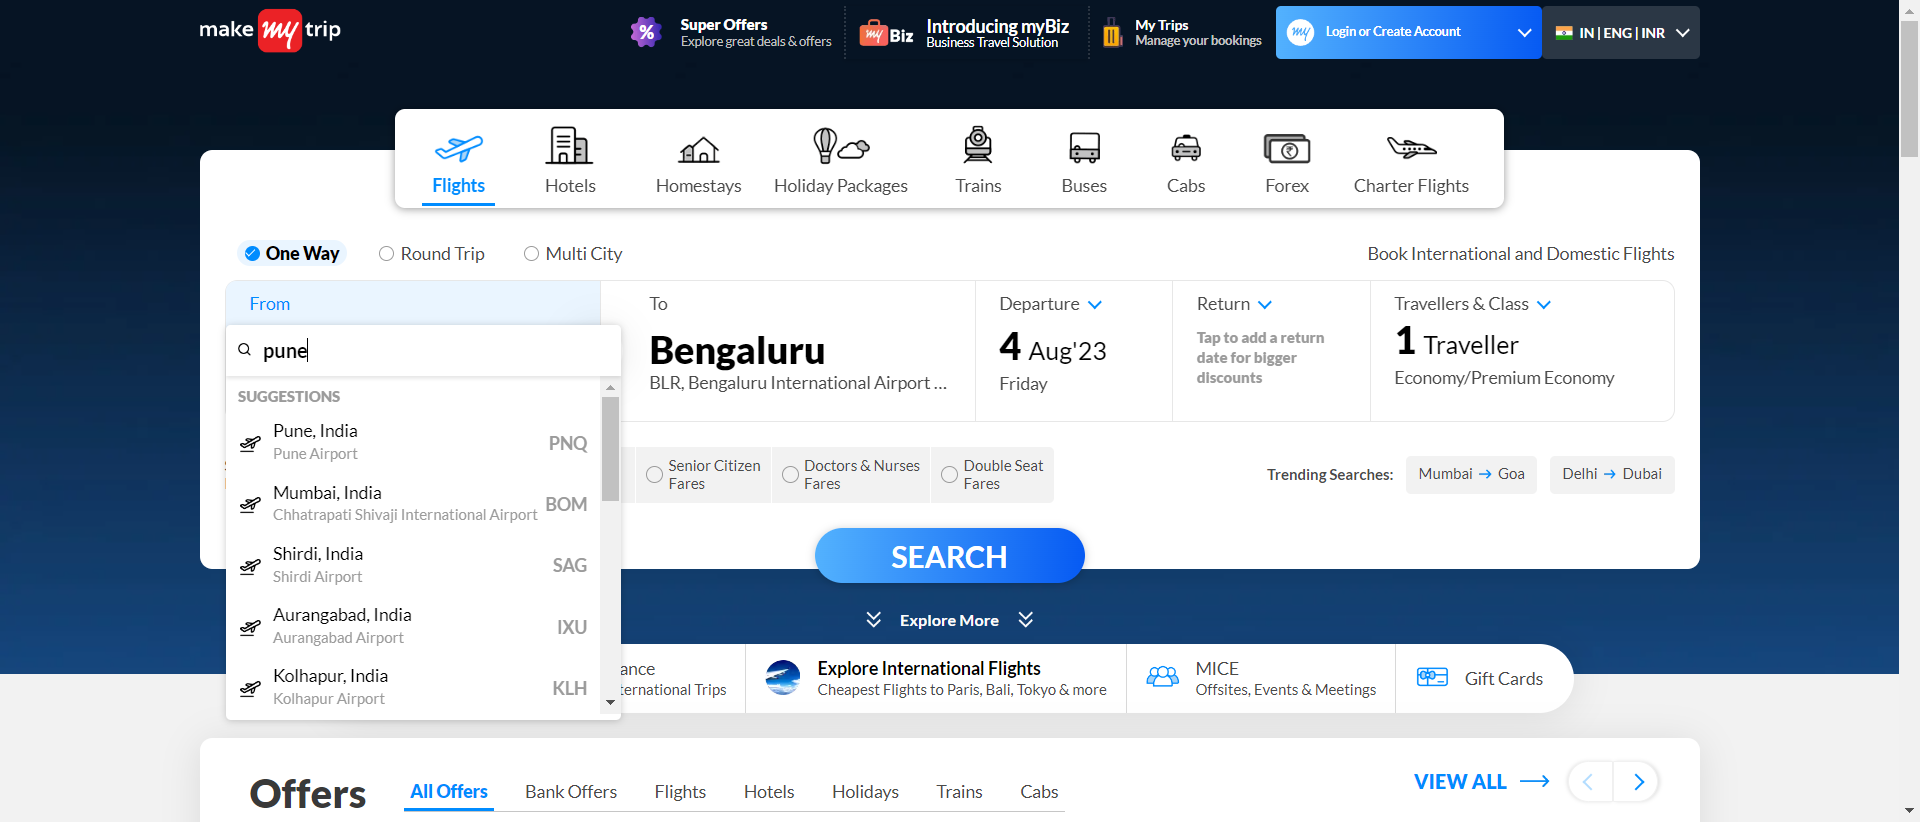 make my trip
%
Super Offers
Explore great deals & offers
my Biz
Introducing myBiz
Business Travel Solution
My Trips
Manage your bookings
my
Login or Create Account
IN | ENG | INR
Flights
Hotels
Homestays
Holiday Packages
Trains
Buses
Cabs
Forex
Charter Flights
One Way
Round Trip
Multi City
Book International and Domestic Flights
From
To
Departure
Return
Travellers & Class
pune
Bengaluru
BLR, Bengaluru International Airport ...
4 Aug'23
Friday
Tap to add a return
date for bigger
discounts
1 Traveller
Economy/Premium Economy
SUGGESTIONS
Pune, India
Pune Airport
PNQ
Mumbai, India
Chhatrapati Shivaji International Airport
BOM
Shirdi, India
Shirdi Airport
SAG
Aurangabad, India
Aurangabad Airport
IXU
Kolhapur, India
Kolhapur Airport
KLH
Senior Citizen
Fares
Doctors & Nurses
Fares
Double Seat
Fares
Trending Searches:
Mumbai → Goa
Delhi → Dubai
SEARCH
Explore More
ance
ternational Trips
Explore International Flights
Cheapest Flights to Paris, Bali, Tokyo & more
MICE
Offsites, Events & Meetings
Gift Cards
Offers
All Offers
Bank Offers
Flights
Hotels
Holidays
Trains
Cabs
VIEW ALL